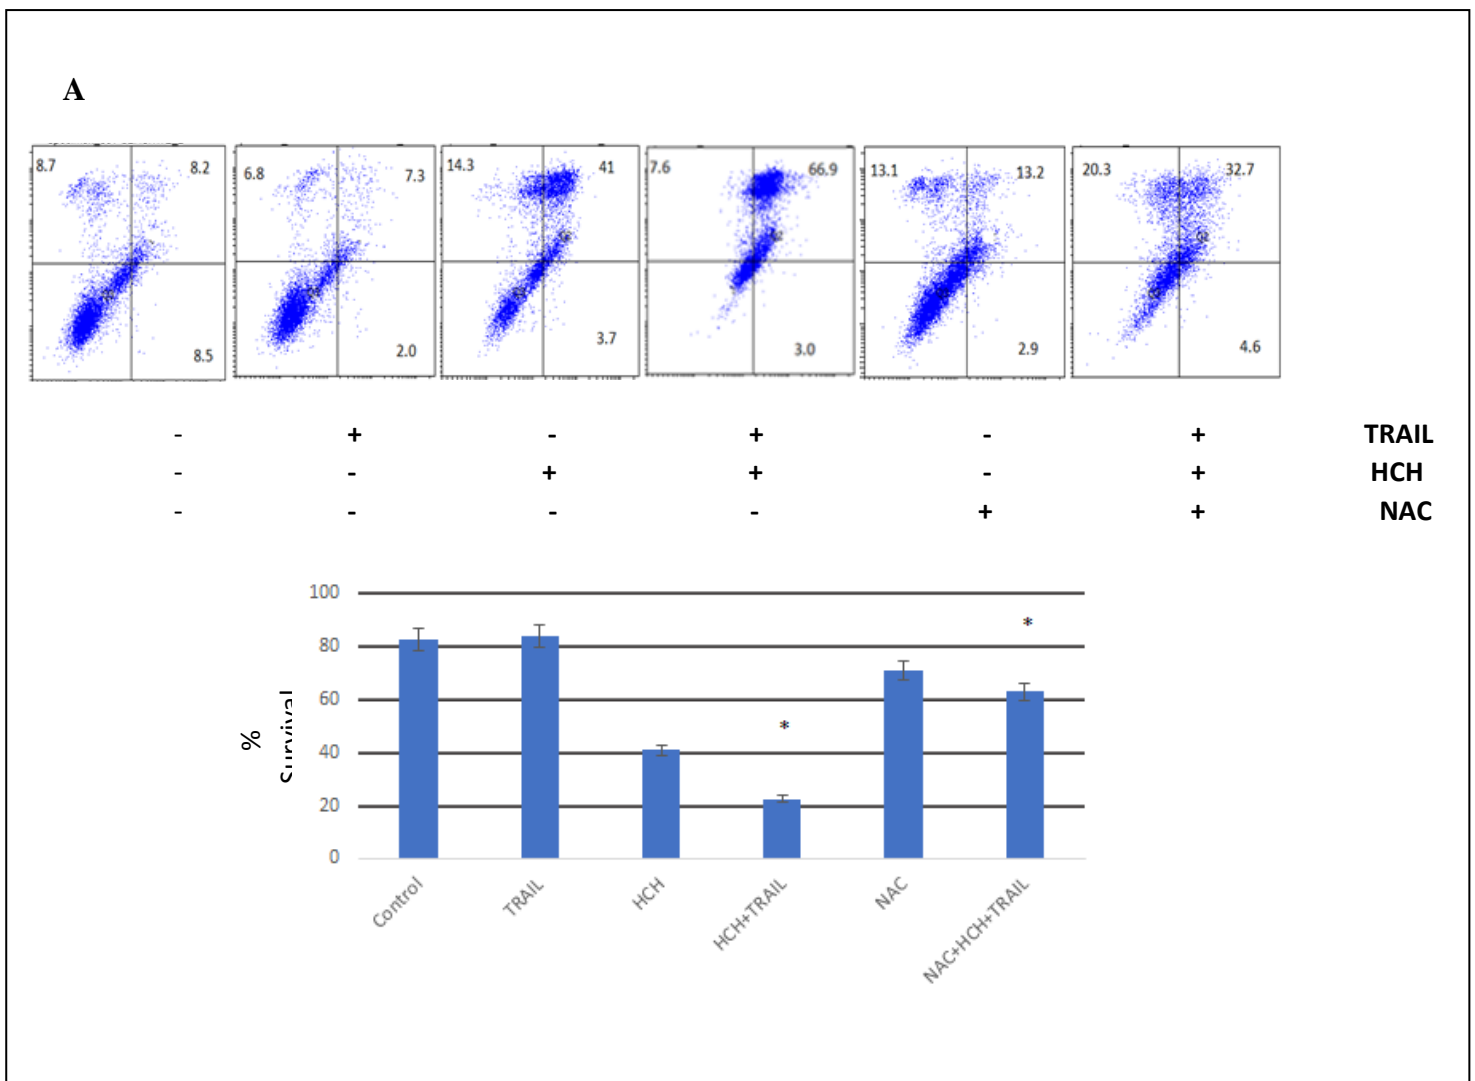 A
8.7 8.2 6.8 7.3 14.3 41 7.6 66.9 13.1 13.2 20.3 32.7
8.5 2.0 3.7 3.0 2.9 4.6
- + - + - + TRAIL
- - + + - + HCH
- - - - + + NAC
100
80
60
40
20
0
% Survival
*
*
Control TRAIL HCH HCH+TRAIL NAC NAC+HCH+TRAIL